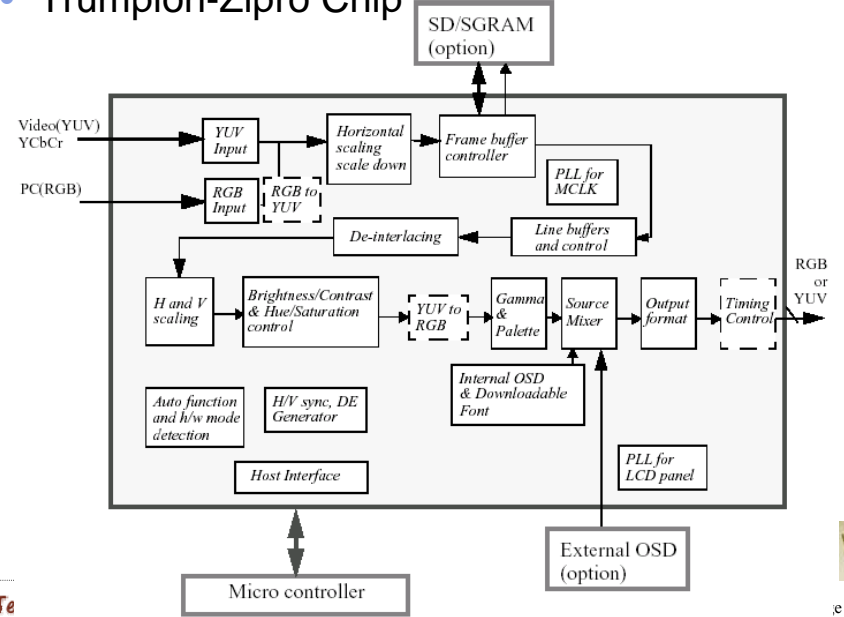 Trumpion-Zipro Chip
SD/SGRAM
(option)
Video(YUV)
YCbCr
YUV
Input
Horizontal
scaling
scale down
Frame buffer
controller
PLL for
MCLK
PC(RGB)
RGB
Input
RGB to
YUV
De-interlacing
Line buffers
and control
RGB
or
YUV
H and V
scaling
Brightness/Contrast
& Hue/Saturation
control
YUV to
RGB
Gamma
&
Palette
Source
Mixer
Output
format
Timing
Control
Internal OSD
& Downloadable
Font
Auto function
and h/w mode
detection
H/V sync, DE
Generator
Host Interface
PLL for
LCD panel
External OSD
(option)
Micro controller